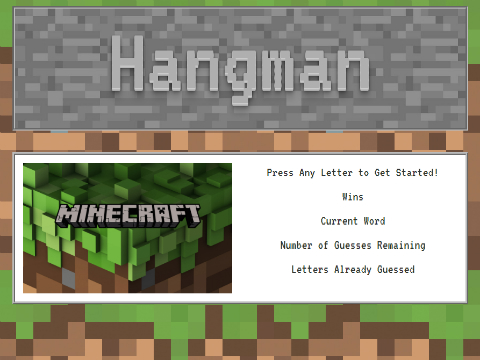 Hangman
MINECRAFT
Press Any Letter to Get Started!
Wins
Current Word
Number of Guesses Remaining
Letters Already Guessed